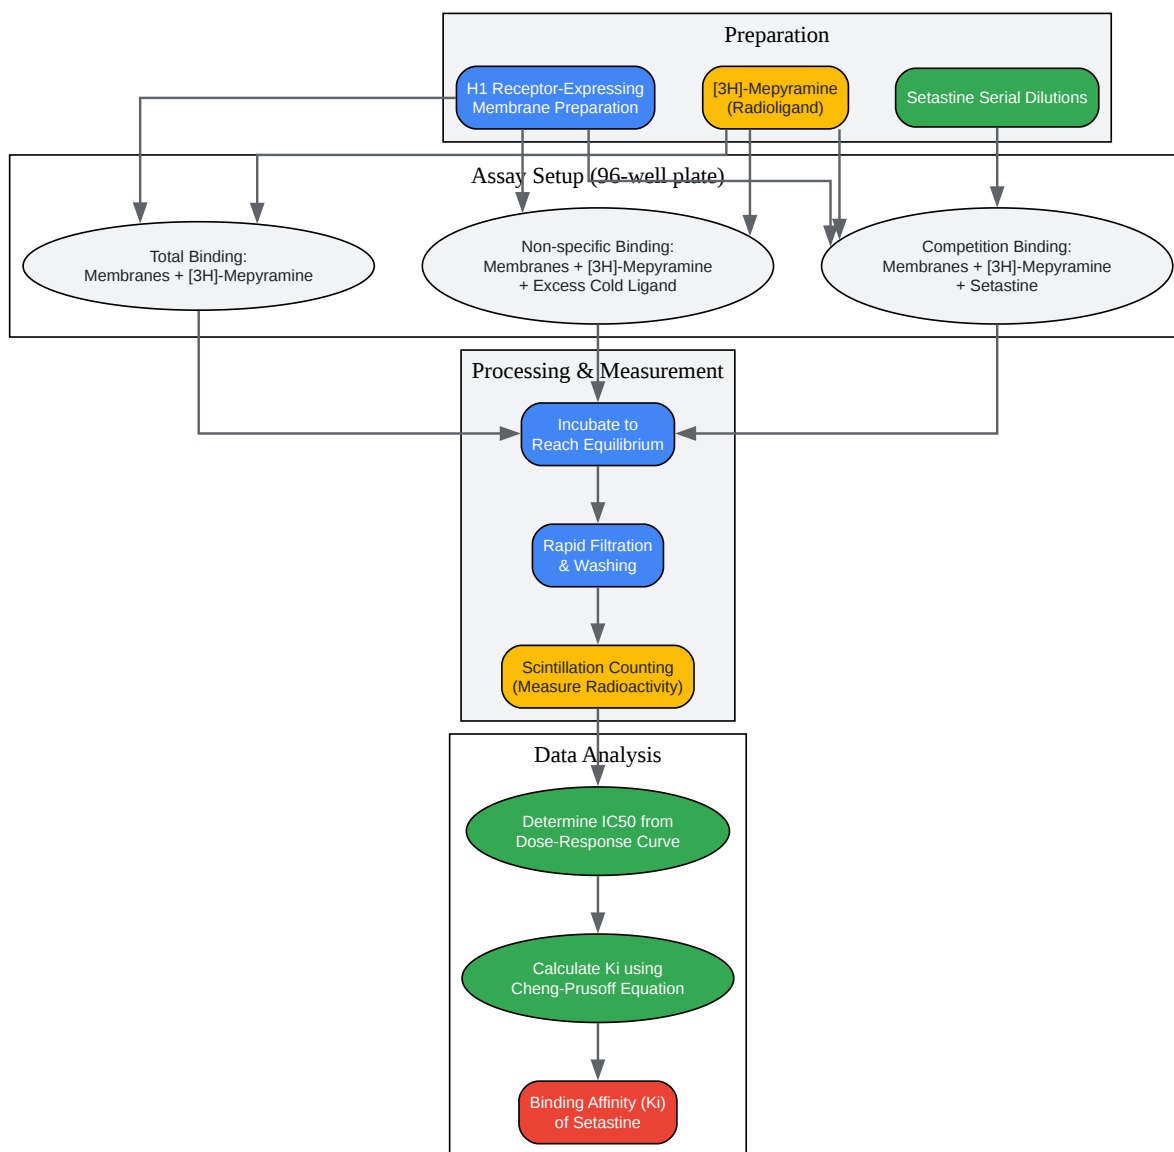 Preparation
H1 Receptor-Expressing
Membrane Preparation
[3H]-Mepyramine
(Radioligand)
Setastine Serial Dilutions
Assay Setup (96-well plate)
Total Binding:
Membranes + [3H]-Mepyramine
Non-specific Binding:
Membranes + [3H]-Mepyramine
+ Excess Cold Ligand
Competition Binding:
Membranes + [3H]-Mepyramine
+ Setastine
Processing & Measurement
Incubate to
Reach Equilibrium
Rapid Filtration
& Washing
Scintillation Counting
(Measure Radioactivity)
Data Analysis
Determine IC50 from
Dose-Response Curve
Calculate Ki using
Cheng-Prusoff Equation
Binding Affinity (Ki)
of Setastine